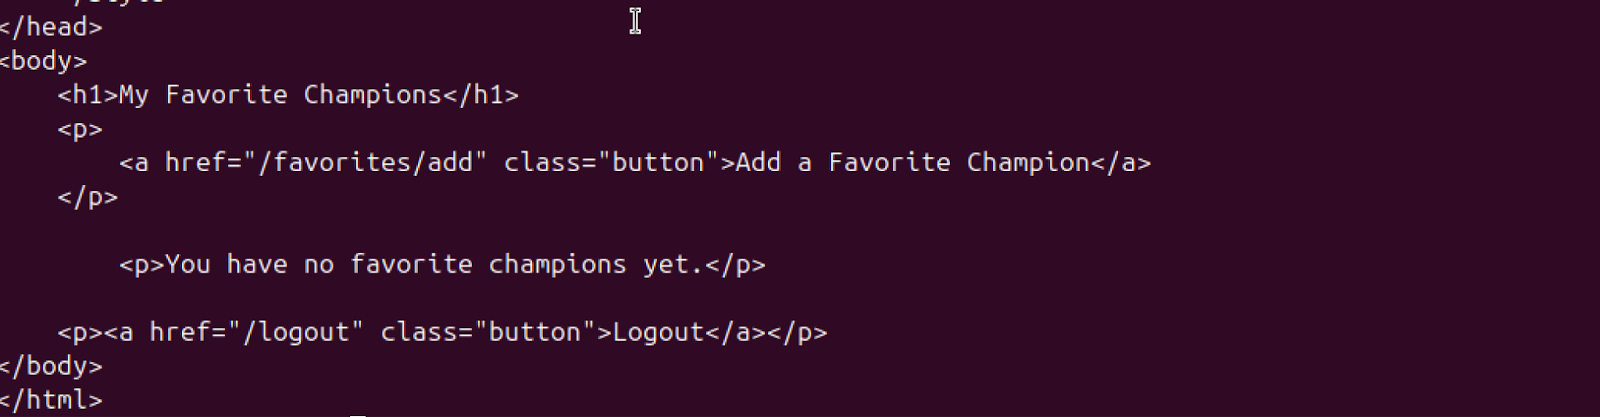 </head>
<body>
    <h1>My Favorite Champions</h1>
    <p>
        <a href="/favorites/add" class="button">Add a Favorite Champion</a>
    </p>

        <p>You have no favorite champions yet.</p>

    <p><a href="/logout" class="button">Logout</a></p>
</body>
</html>